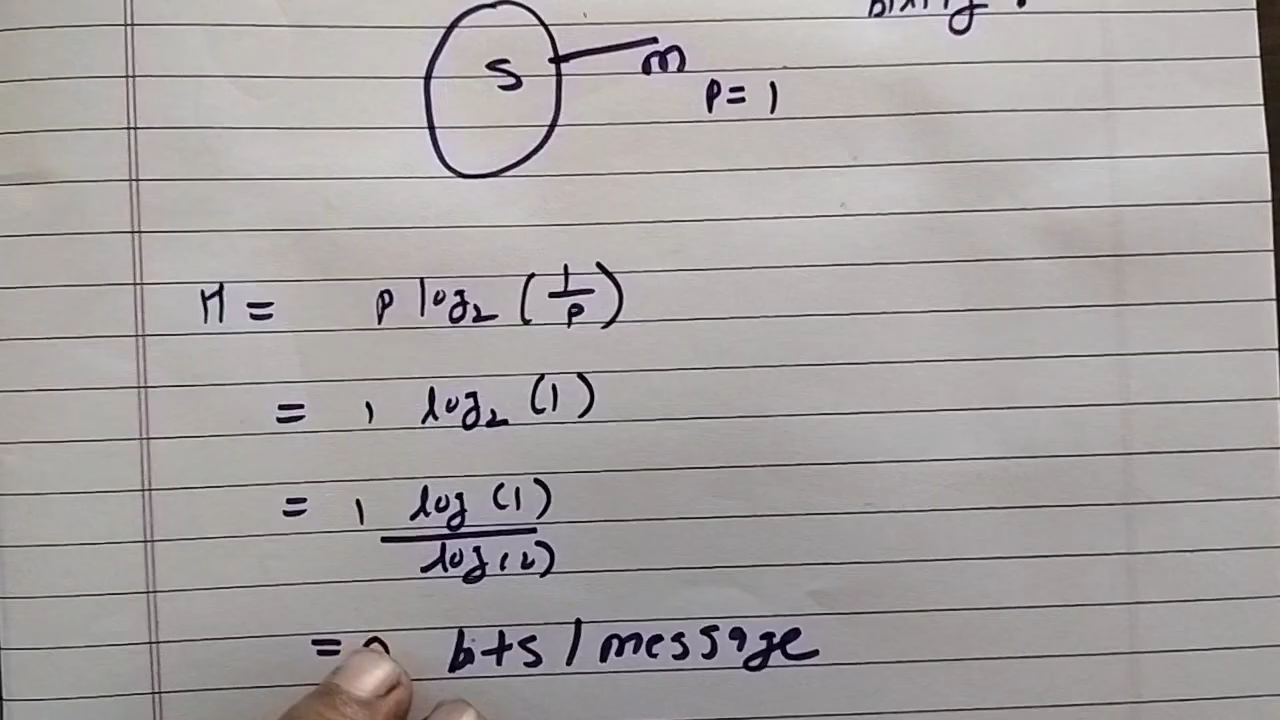 S
m
P = 1
H = P log₂ (1/P)
= 1 log₂ (1)
= 1 log (1) / log (2)
= bits / message